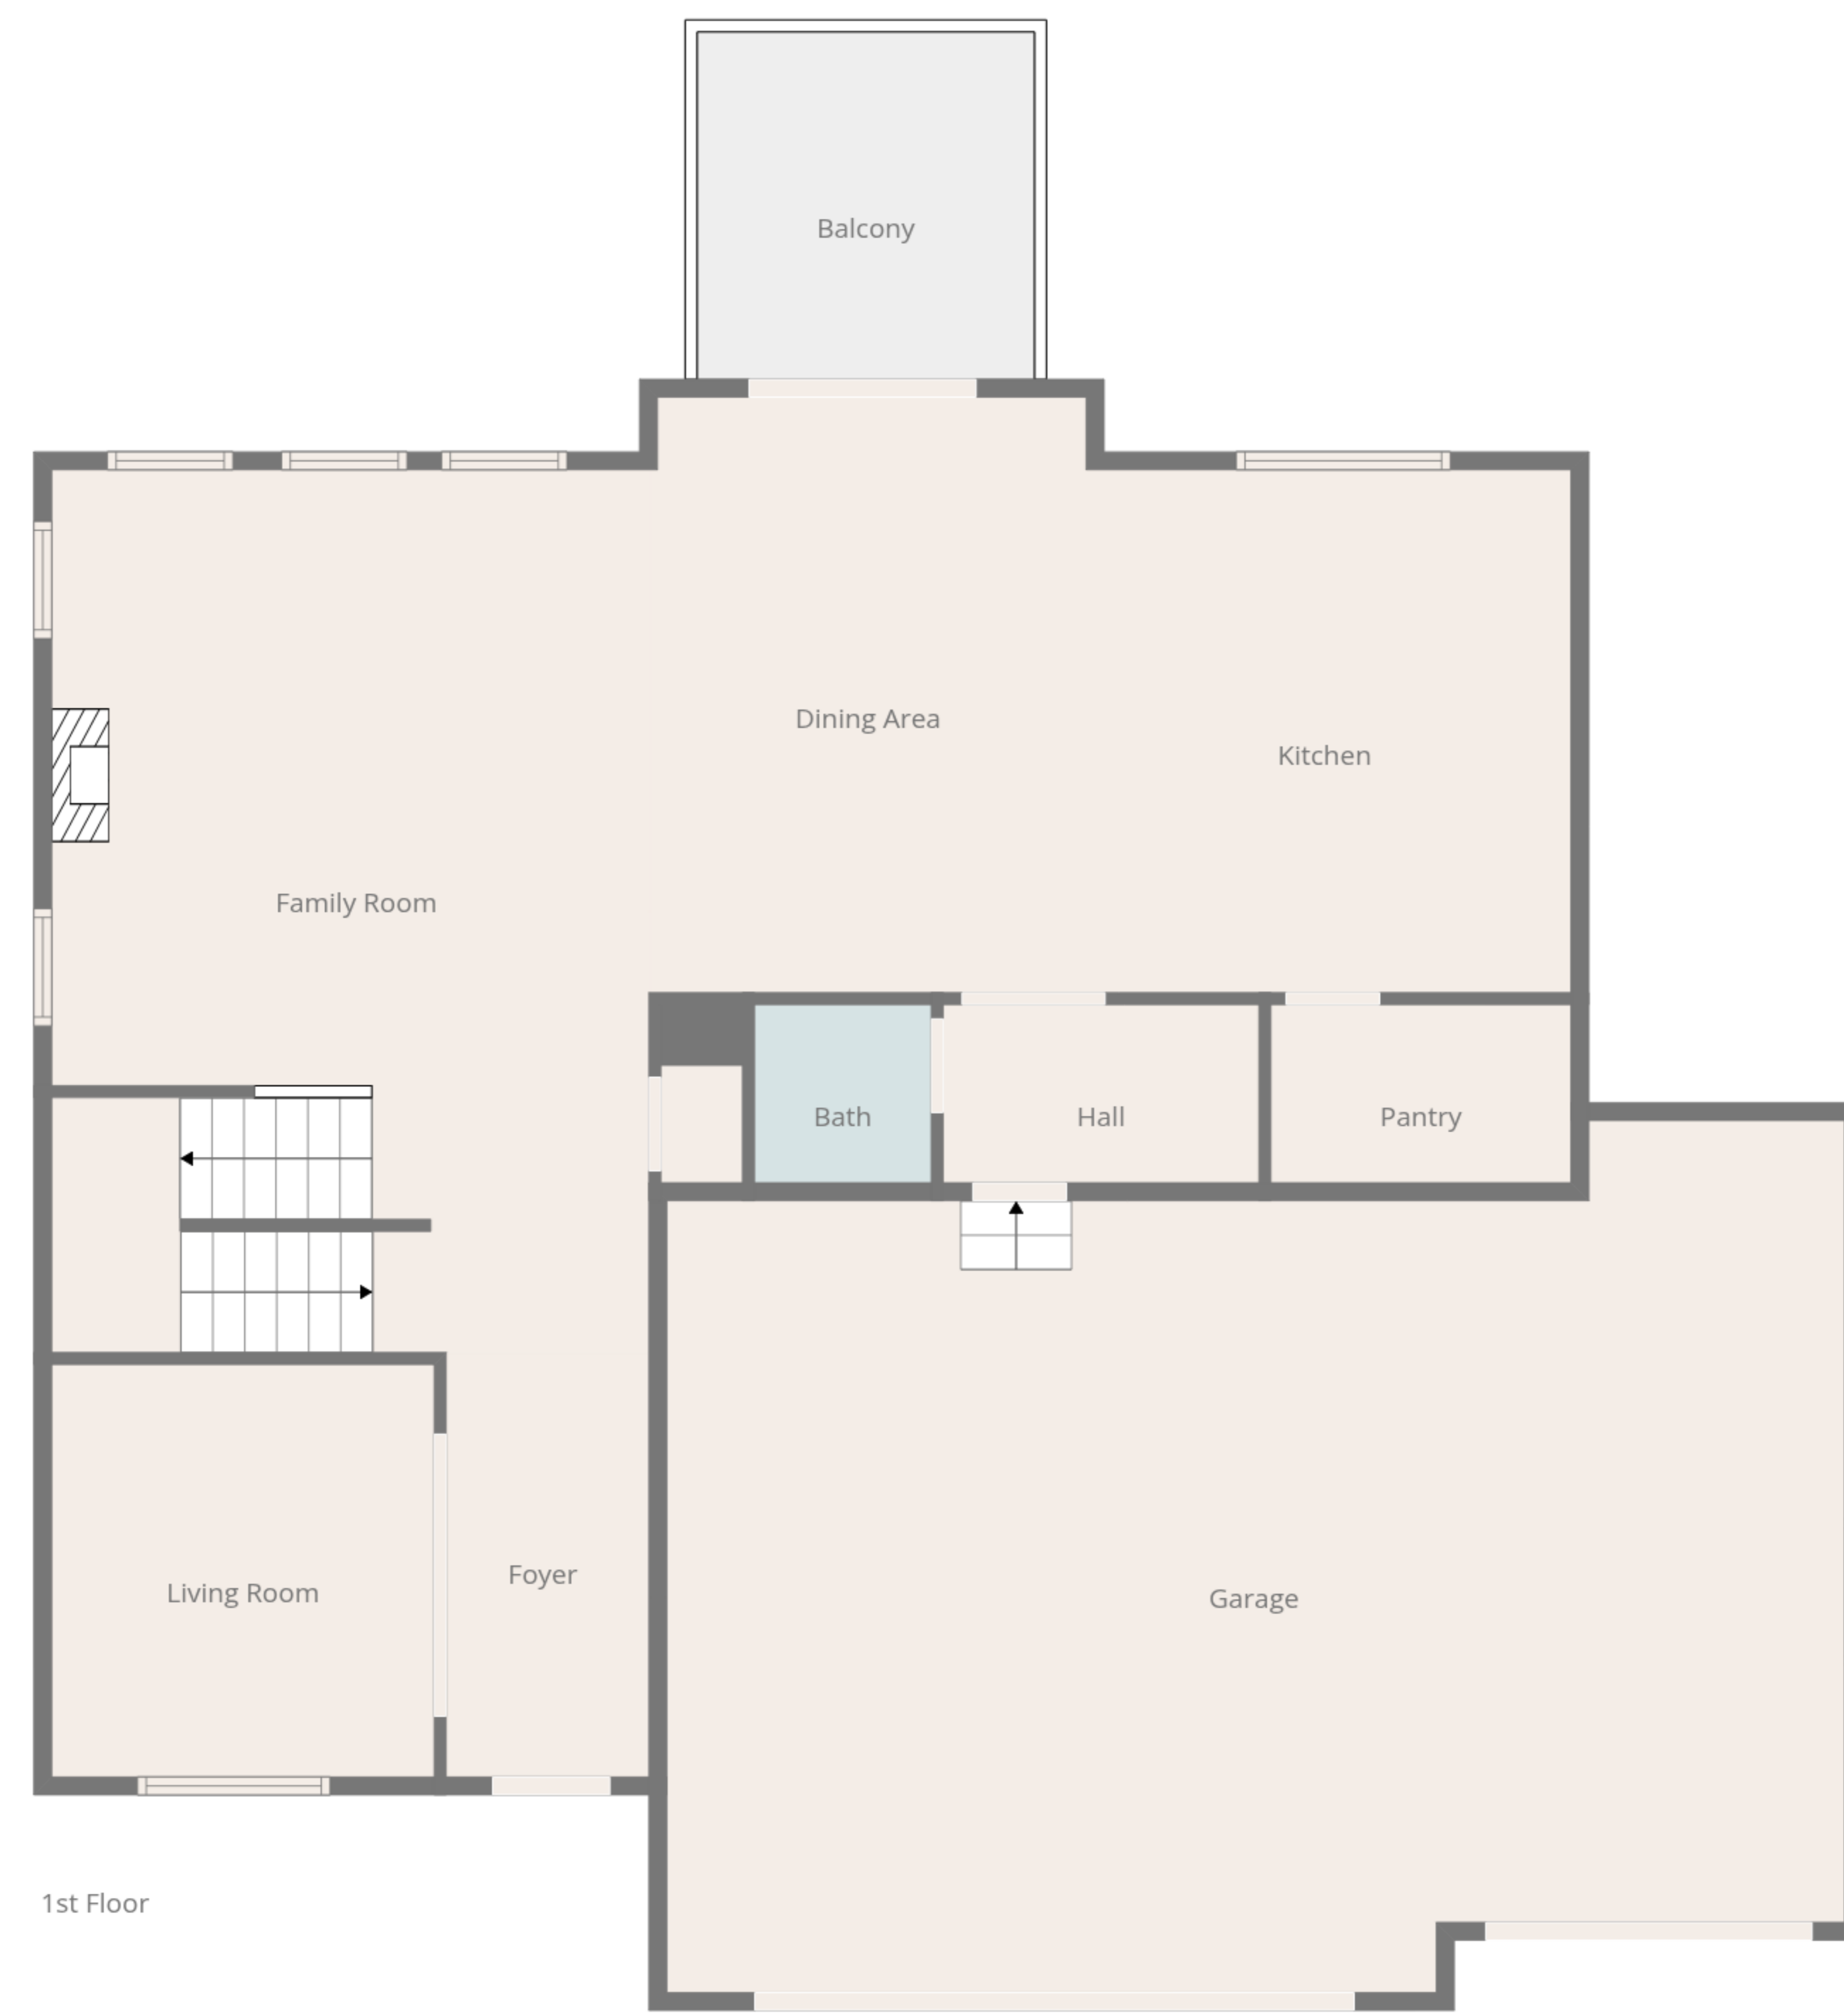 Balcony
Dining Area
Kitchen
Family Room
Bath
Hall
Pantry
Foyer
Living Room
Garage
1st Floor